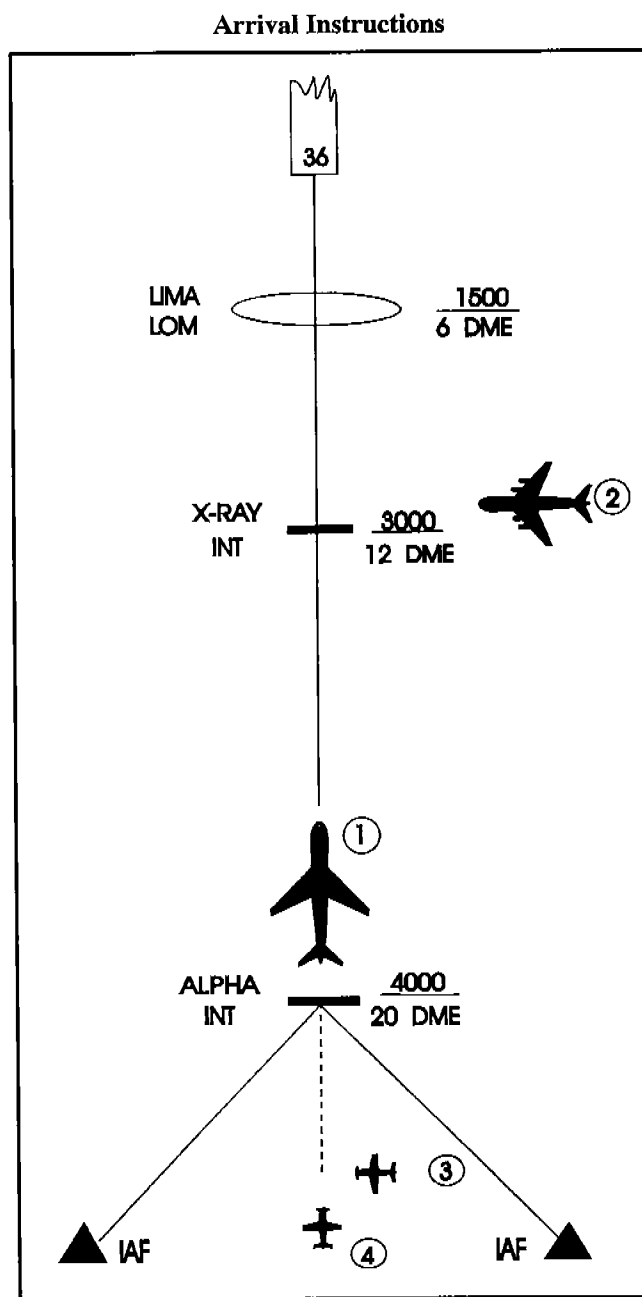 Arrival Instructions
36
LIMA
LOM
1500
6 DME
2
X-RAY
INT
3000
12 DME
1
ALPHA
INT
4000
20 DME
3
IAF
4
IAF